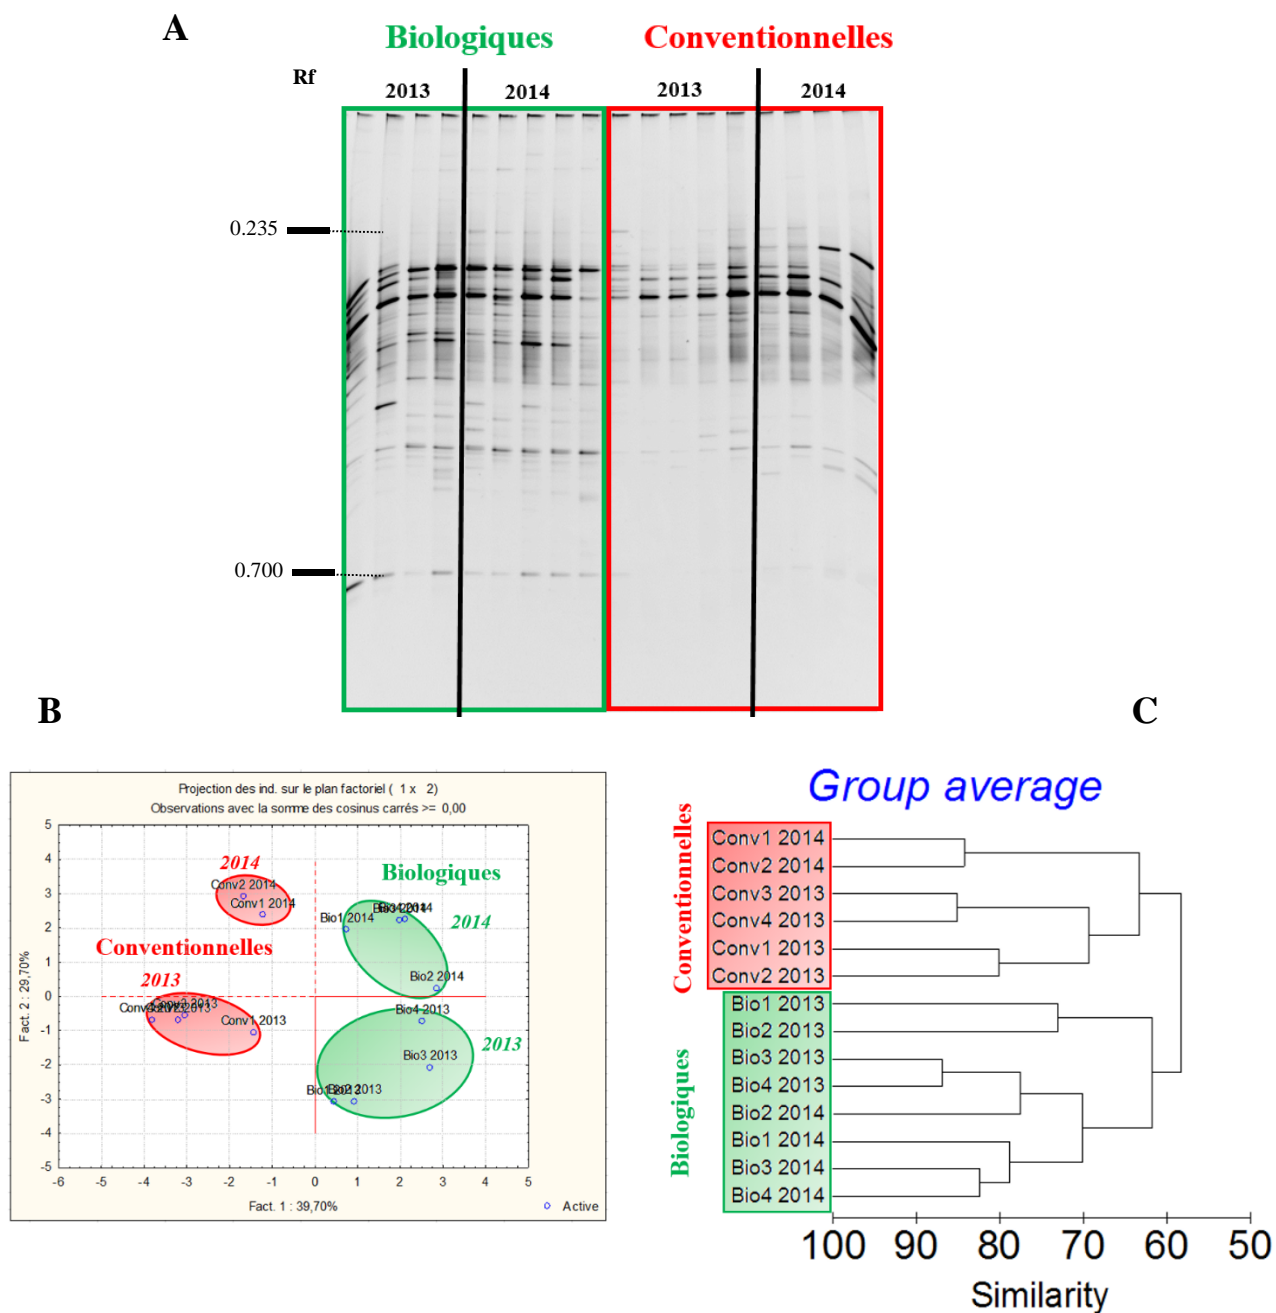 A
Biologiques
Conventionnelles
Rf
2013
2014
2013
2014
0.235
0.700
B
C
Projection des ind. sur le plan factoriel ( 1 x 2)
Observations avec la somme des cosinus carrés >= 0,00
5
4
3
2
1
0
-1
-2
-3
-4
-5
-6
-5
-4
-3
-2
-1
0
1
2
3
4
5
Fact. 2 : 29,70%
Fact. 1 : 39,70%
Active
2014
Conv2 2014
Conv1 2014
Biologiques
Bio1 2014
2014
Conventionnelles
2013
Bio2 2014
Conv1 2013
Bio4 2013
Bio3 2013
2013
Group average
Conventionnelles
Biologiques
Conv1 2014
Conv2 2014
Conv3 2013
Conv4 2013
Conv1 2013
Conv2 2013
Bio1 2013
Bio2 2013
Bio3 2013
Bio4 2013
Bio2 2014
Bio1 2014
Bio3 2014
Bio4 2014
100 90 80 70 60 50
Similarity